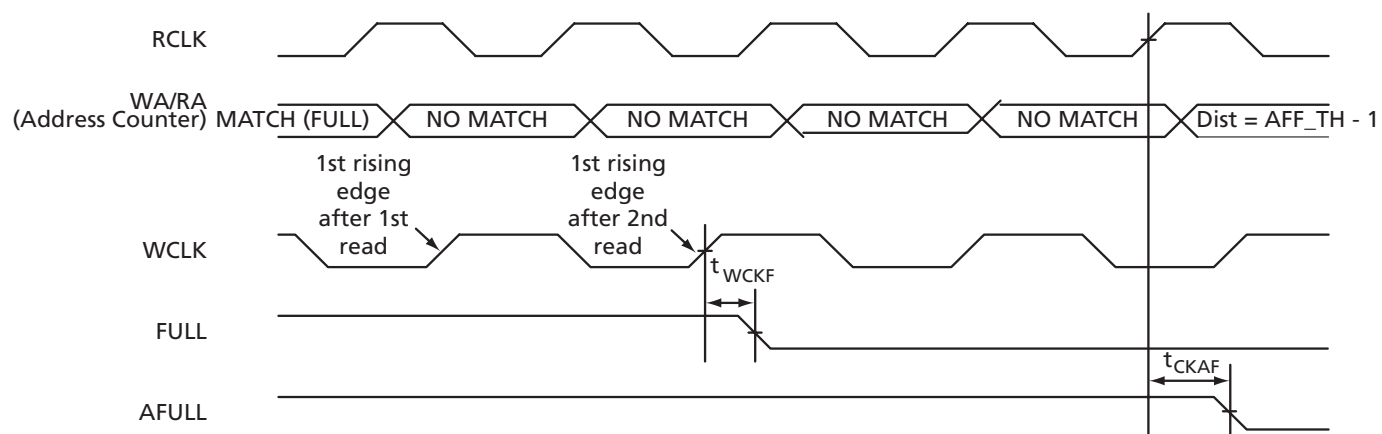 RCLK
WA/RA
(Address Counter) MATCH (FULL) NO MATCH NO MATCH NO MATCH NO MATCH Dist = AFF_TH - 1
1st rising
edge
after 1st
read
1st rising
edge
after 2nd
read
WCLK
t WCKF
FULL
tCKAF
AFULL